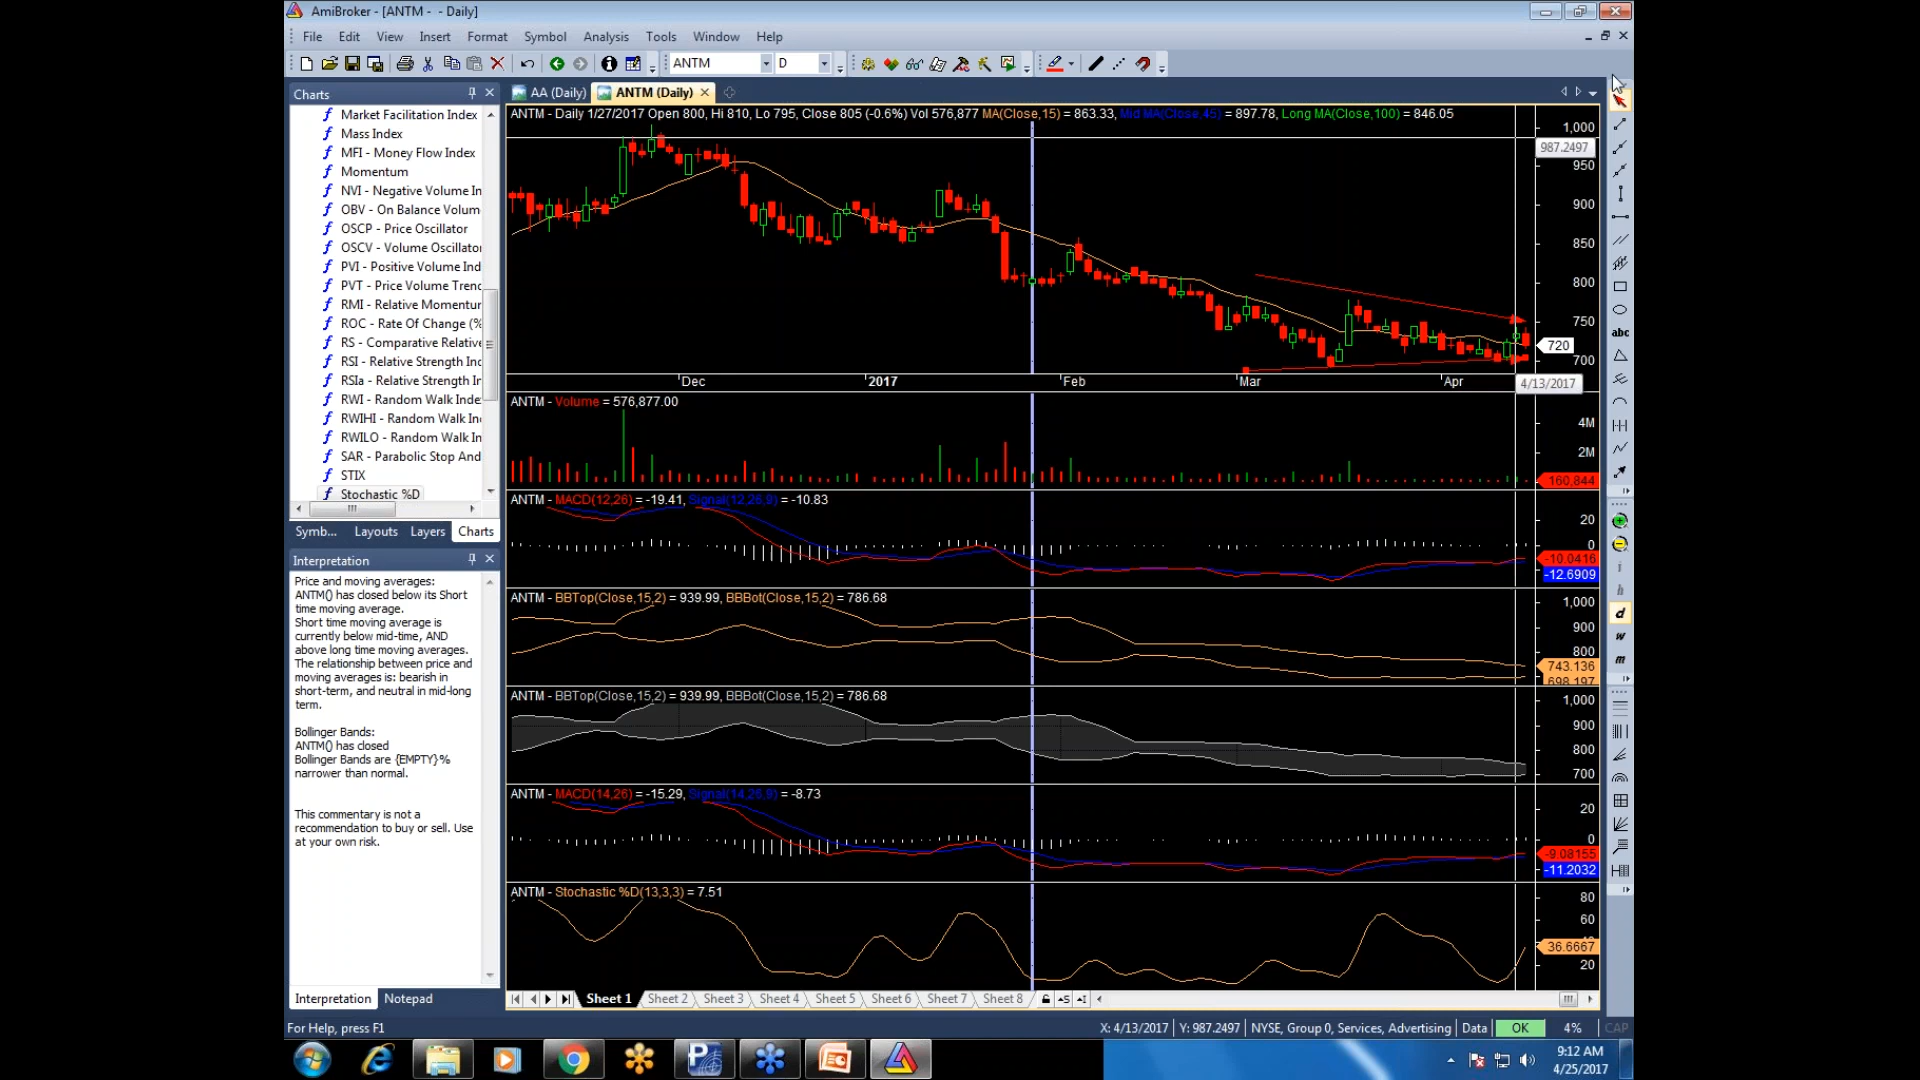 AmiBroker - [ANTM - - Daily]
File Edit View Insert Format Symbol Analysis Tools Window Help
ANTM D
Charts
AA (Daily) ANTM (Daily)
Market Facilitation Index
Mass Index
MFI - Money Flow Index
Momentum
NVI - Negative Volume In
OBV - On Balance Volum
OSCP - Price Oscillator
OSCV - Volume Oscillator
PVI - Positive Volume Ind
PVT - Price Volume Trenc
RMI - Relative Momentur
ROC - Rate Of Change (%
RS - Comparative Relative
RSI - Relative Strength Inc
RSIa - Relative Strength Ir
RWI - Random Walk Inde
RWIHI - Random Walk In
RWILO - Random Walk In
SAR - Parabolic Stop And
STIX
Stochastic %D
Symb... Layouts Layers Charts
Interpretation
Price and moving averages:
ANTM() has closed below its Short
time moving average.
Short time moving average is
currently below mid-time, AND
above long time moving averages.
The relationship between price and
moving averages is: bearish in
short-term, and neutral in mid-long
term.
Bollinger Bands:
ANTM() has closed
Bollinger Bands are {EMPTY}%
narrower than normal.
This commentary is not a
recommendation to buy or sell. Use
at your own risk.
Interpretation Notepad
ANTM - Daily 1/27/2017 Open 800, Hi 810, Lo 795, Close 805 (-0.6%) Vol 576,877 MA(Close,15) = 863.33, Mid MA(Close,45) = 897.78, Long MA(Close,100) = 846.05
1,000
987.2497
950
900
850
800
750
720
700
Dec 2017 Feb Mar Apr 4/13/2017
ANTM - Volume = 576,877.00
4M
2M
160,844
ANTM - MACD(12,26) = -19.41, Signal(12,26,9) = -10.83
20
0
-10.0416
-12.6909
ANTM - BBTop(Close,15,2) = 939.99, BBBot(Close,15,2) = 786.68
1,000
900
800
743.136
698.197
ANTM - BBTop(Close,15,2) = 939.99, BBBot(Close,15,2) = 786.68
1,000
900
800
700
ANTM - MACD(14,26) = -15.29, Signal(14,26,9) = -8.73
20
0
-9.08155
-11.2032
ANTM - Stochastic %D(13,3,3) = 7.51
80
60
36.6667
20
abc
i
h
d
w
m
Sheet 1 Sheet 2 Sheet 3 Sheet 4 Sheet 5 Sheet 6 Sheet 7 Sheet 8
For Help, press F1 X: 4/13/2017 Y: 987.2497 NYSE, Group 0, Services, Advertising Data OK 4% CAP
9:12 AM
4/25/2017